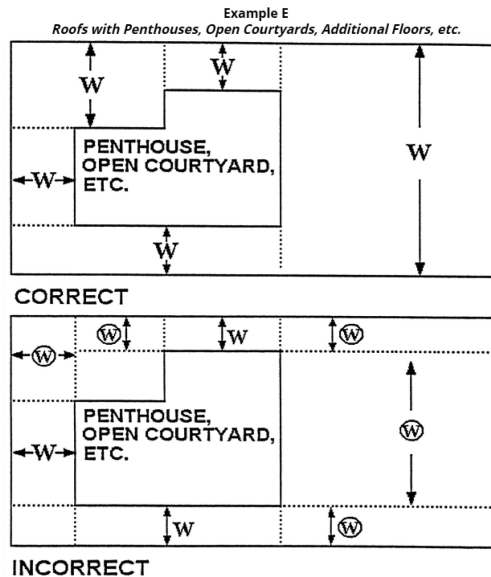 Example E
Roofs with Penthouses, Open Courtyards, Additional Floors, etc.
W
W
W
PENTHOUSE,
OPEN COURTYARD,
ETC.
W
W
CORRECT
W
W
W
W
PENTHOUSE,
OPEN COURTYARD,
ETC.
W
W
W
W
INCORRECT